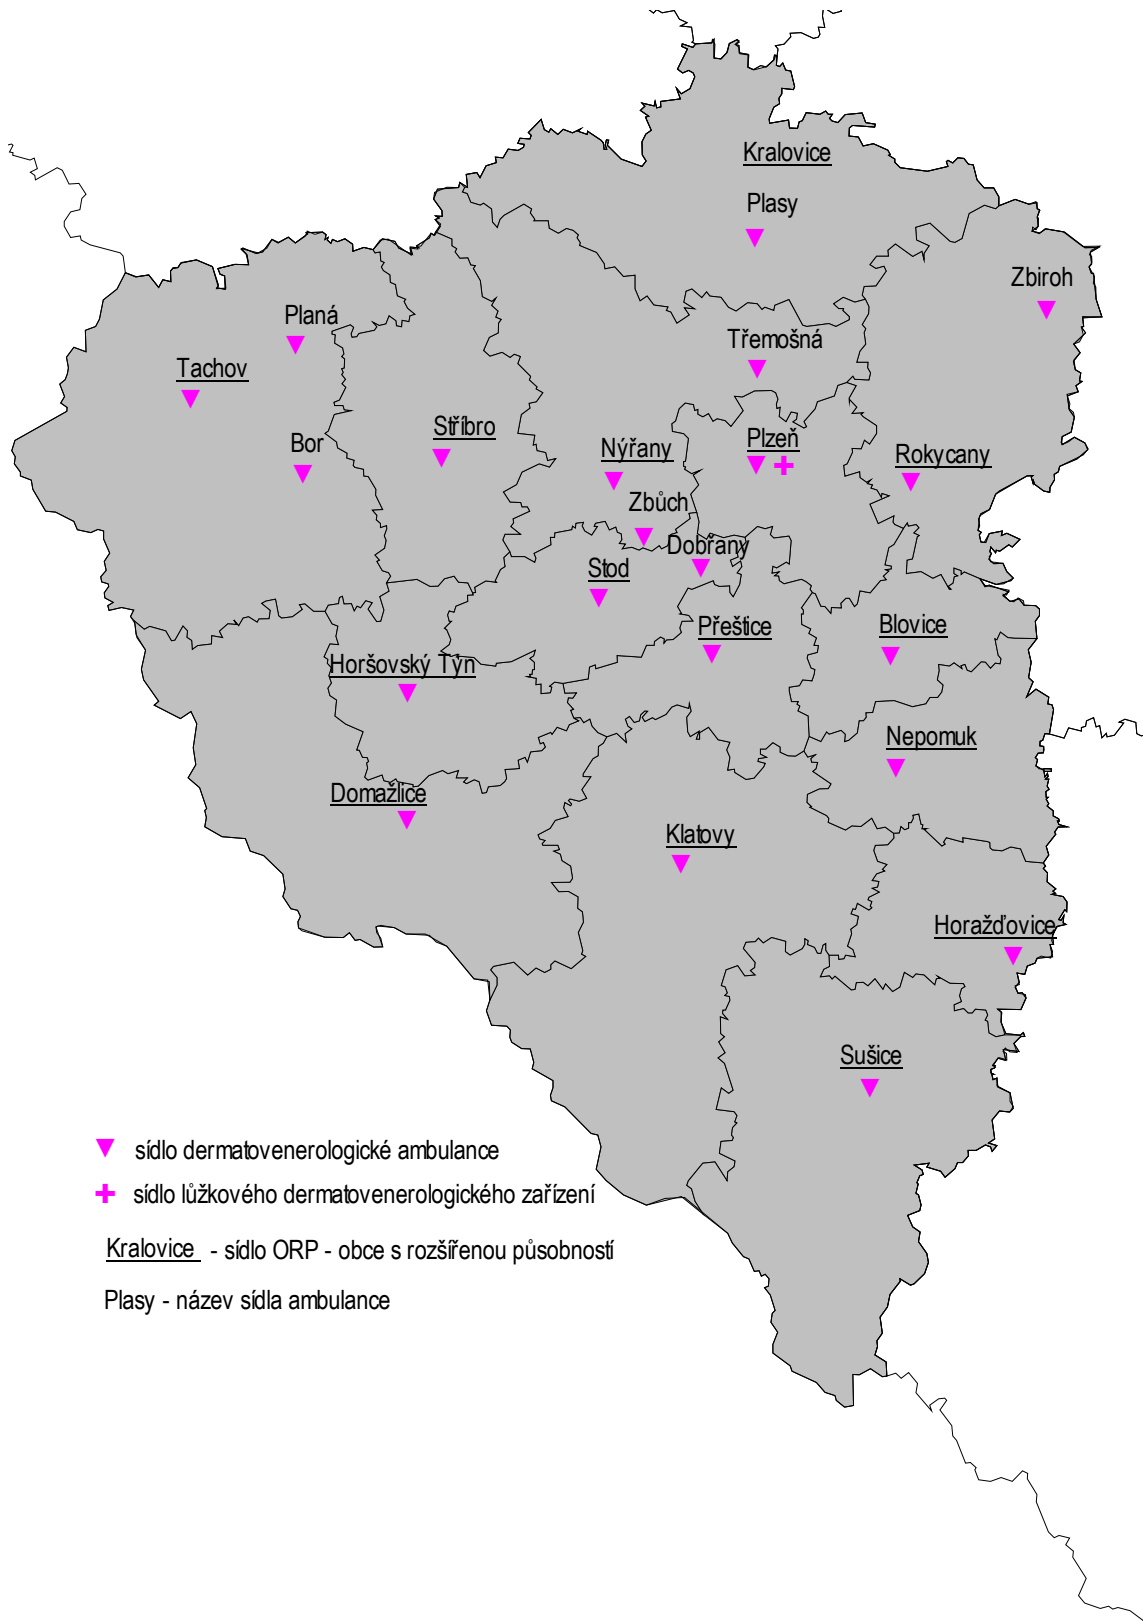 Kralovice
Plasy
Zbiroh
Planá
Třemošná
Tachov
Stříbro
Bor
Nýřany
Plzeň
Rokycany
Zbůch
Dobřany
Stod
Přeštice
Blovice
Horšovský Týn
Nepomuk
Domažlice
Klatovy
Horažďovice
Sušice
sídlo dermatovenerologické ambulance
sídlo lůžkového dermatovenerologického zařízení
Kralovice - sídlo ORP - obce s rozšířenou působností
Plasy - název sídla ambulance